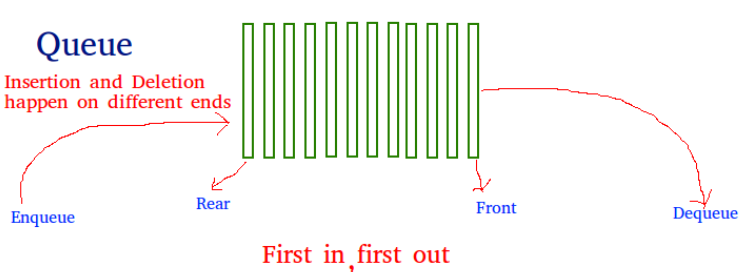 Queue
Insertion and Deletion
happen on different ends
Enqueue
Rear
Front
Dequeue
First in,first out